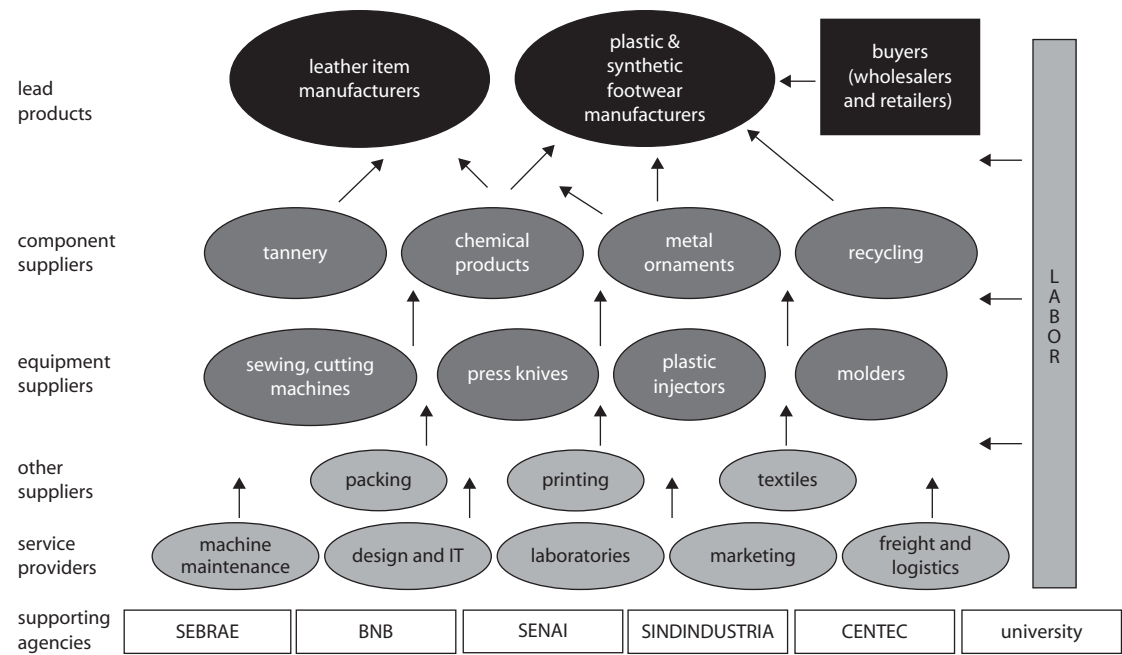 lead
products
leather item
manufacturers
plastic &
synthetic
footwear
manufacturers
buyers
(wholesalers
and retailers)
component
suppliers
tannery
chemical
products
metal
ornaments
recycling
equipment
suppliers
sewing, cutting
machines
press knives
plastic
injectors
molders
other
suppliers
packing
printing
textiles
service
providers
machine
maintenance
design and IT
laboratories
marketing
freight and
logistics
L
A
B
O
R
supporting
agencies
SEBRAE
BNB
SENAI
SINDINDUSTRIA
CENTEC
university